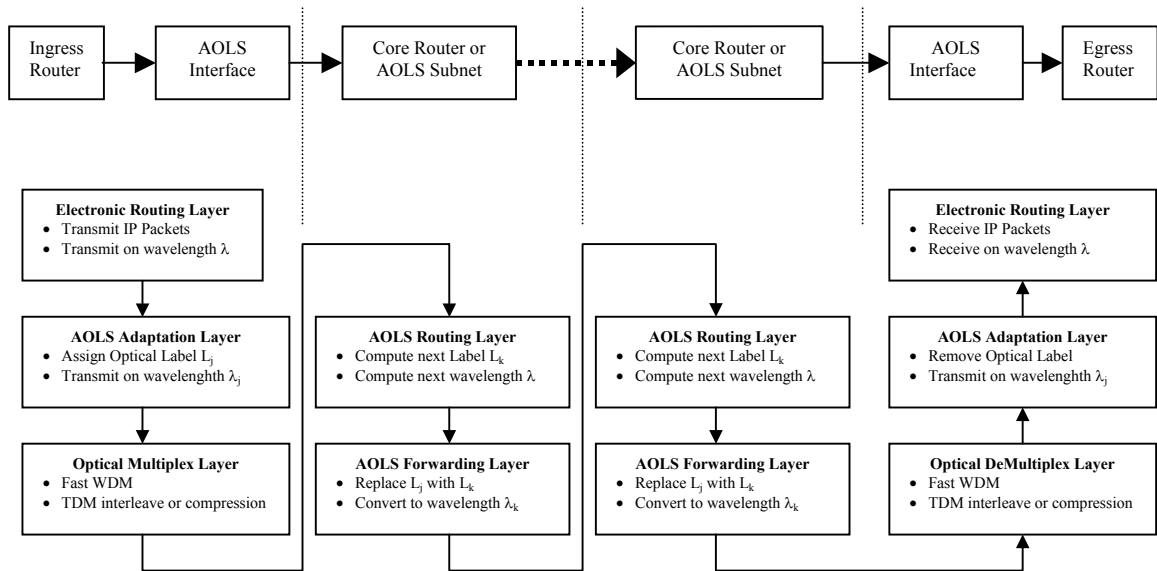 Ingress
Router
AOLS
Interface
Core Router or
AOLS Subnet
Core Router or
AOLS Subnet
AOLS
Interface
Egress
Router
Electronic Routing Layer
• Transmit IP Packets
• Transmit on wavelength λ
AOLS Adaptation Layer
• Assign Optical Label Lj
• Transmit on wavelenghth λj
Optical Multiplex Layer
• Fast WDM
• TDM interleave or compression
AOLS Routing Layer
• Compute next Label Lk
• Compute next wavelength λ
AOLS Forwarding Layer
• Replace Lj with Lk
• Convert to wavelength λk
AOLS Routing Layer
• Compute next Label Lk
• Compute next wavelength λ
AOLS Forwarding Layer
• Replace Lj with Lk
• Convert to wavelength λk
Electronic Routing Layer
• Receive IP Packets
• Receive on wavelength λ
AOLS Adaptation Layer
• Remove Optical Label
• Transmit on wavelenghth λj
Optical DeMultiplex Layer
• Fast WDM
• TDM interleave or compression